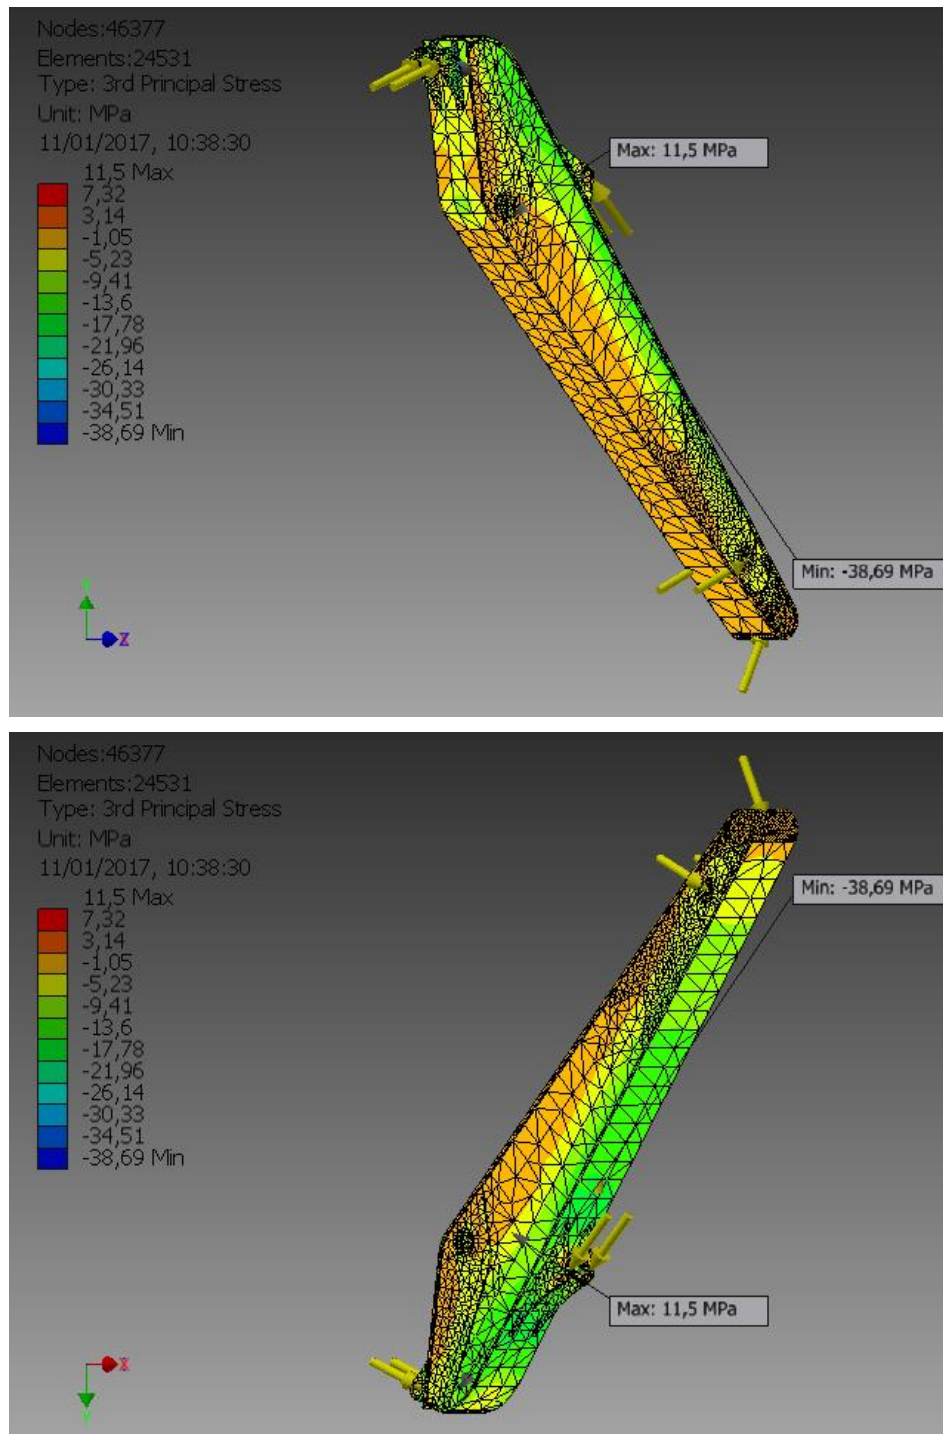 Nodes:46377
Elements:24531
Type: 3rd Principal Stress
Unit: MPa
11/01/2017, 10:38:30
11,5 Max
7,32
3,14
-1,05
-5,23
-9,41
-13,6
-17,78
-21,96
-26,14
-30,33
-34,51
-38,69 Min
Max: 11,5 MPa
Min: -38,69 MPa
Y
Z
Nodes:46377
Elements:24531
Type: 3rd Principal Stress
Unit: MPa
11/01/2017, 10:38:30
11,5 Max
7,32
3,14
-1,05
-5,23
-9,41
-13,6
-17,78
-21,96
-26,14
-30,33
-34,51
-38,69 Min
Min: -38,69 MPa
Max: 11,5 MPa
X
Y